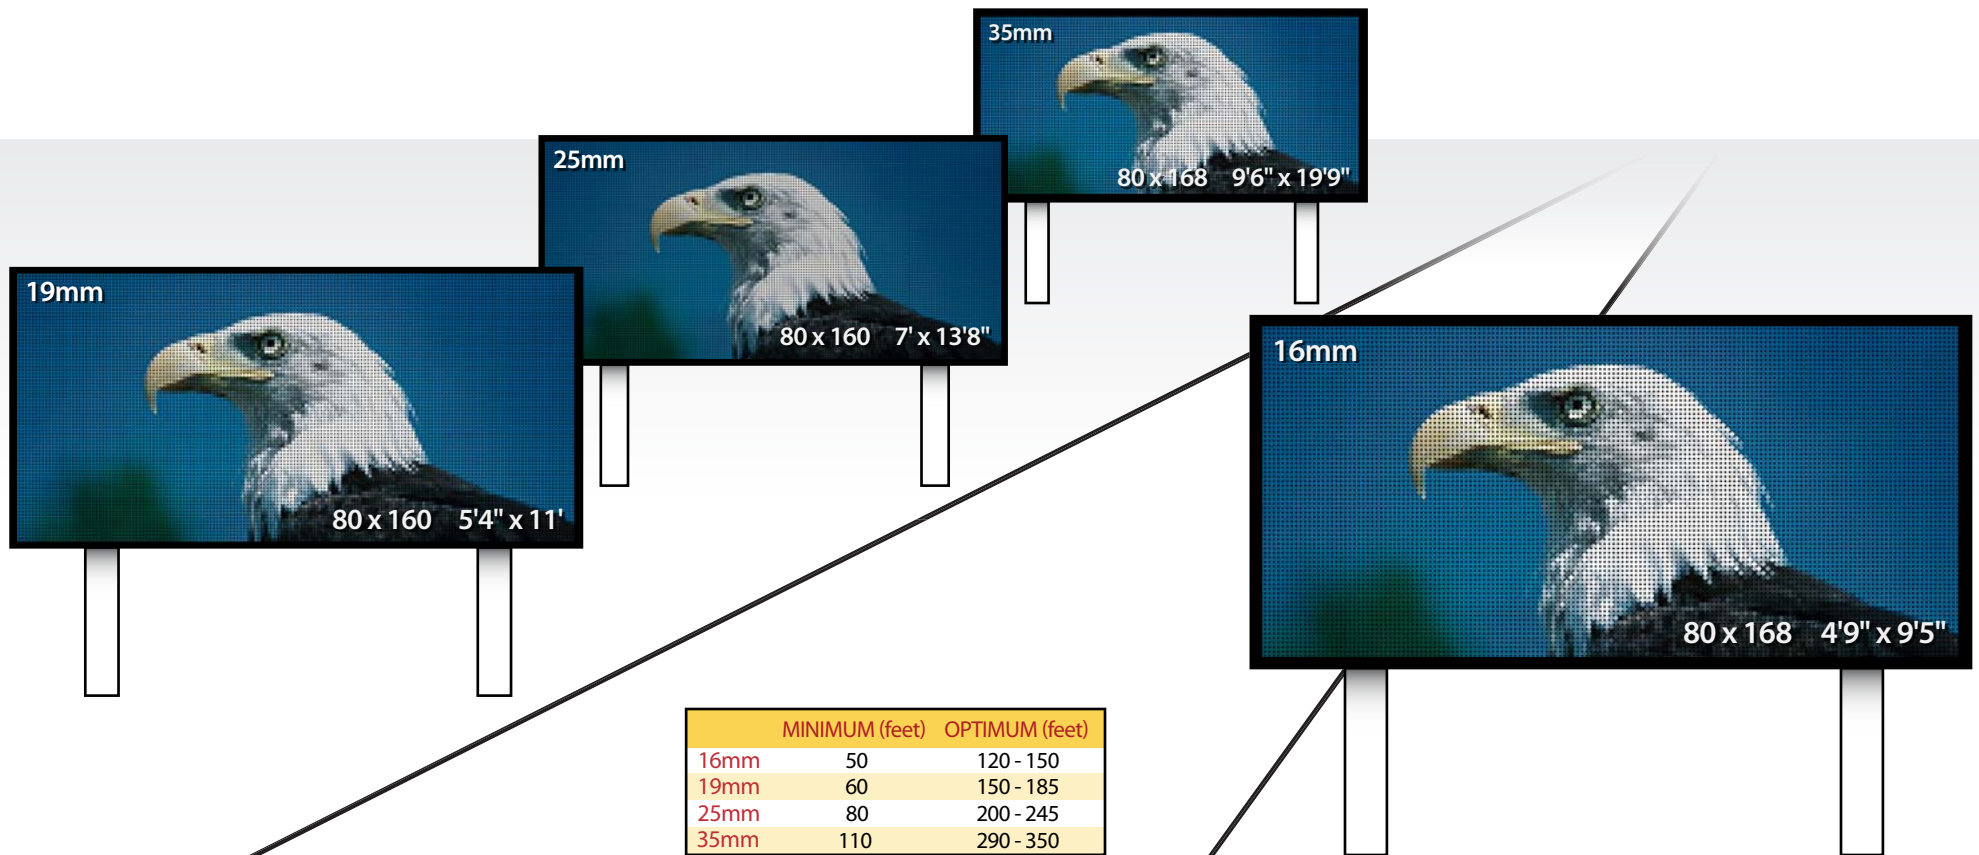 35mm
80 x 168 9'6" x 19'9"
25mm
80 x 160 7' x 13'8"
19mm
80 x 160 5'4" x 11'
16mm
80 x 168 4'9" x 9'5"
MINIMUM (feet) OPTIMUM (feet)
16mm 50 120 - 150
19mm 60 150 - 185
25mm 80 200 - 245
35mm 110 290 - 350